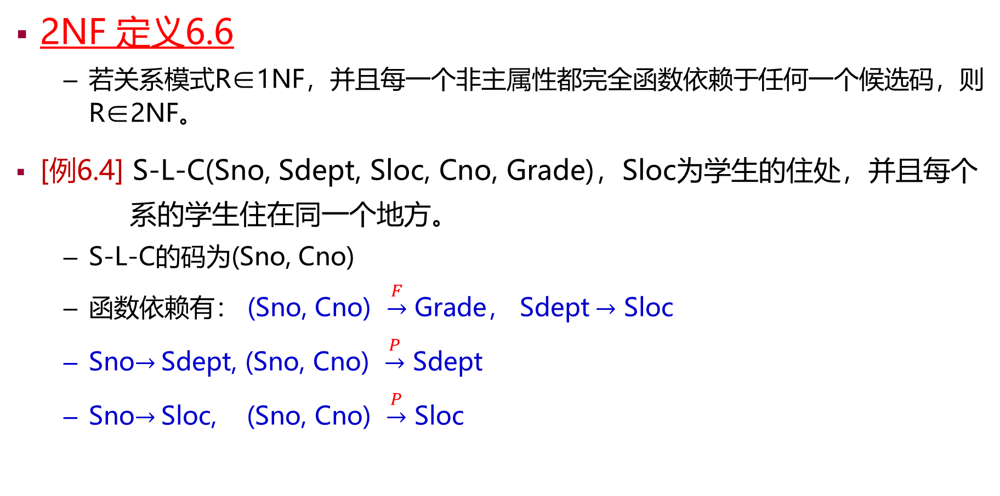 ▪ 2NF 定义6.6
– 若关系模式R∈1NF，并且每一个非主属性都完全函数依赖于任何一个候选码，则
R∈2NF。
▪ [例6.4] S-L-C(Sno, Sdept, Sloc, Cno, Grade)，Sloc为学生的住处，并且每个
系的学生住在同一个地方。
– S-L-C的码为(Sno, Cno)
– 函数依赖有： (Sno, Cno) F→ Grade， Sdept → Sloc
– Sno→ Sdept, (Sno, Cno) P→ Sdept
– Sno→ Sloc, (Sno, Cno) P→ Sloc